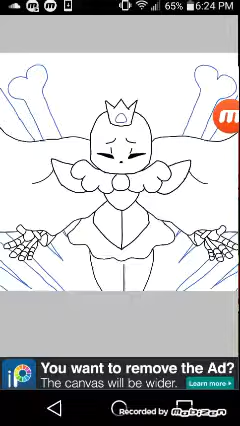 65% 6:24 PM
You want to remove the Ad?
The canvas will be wider.
Learn more
Recorded by Mobizen